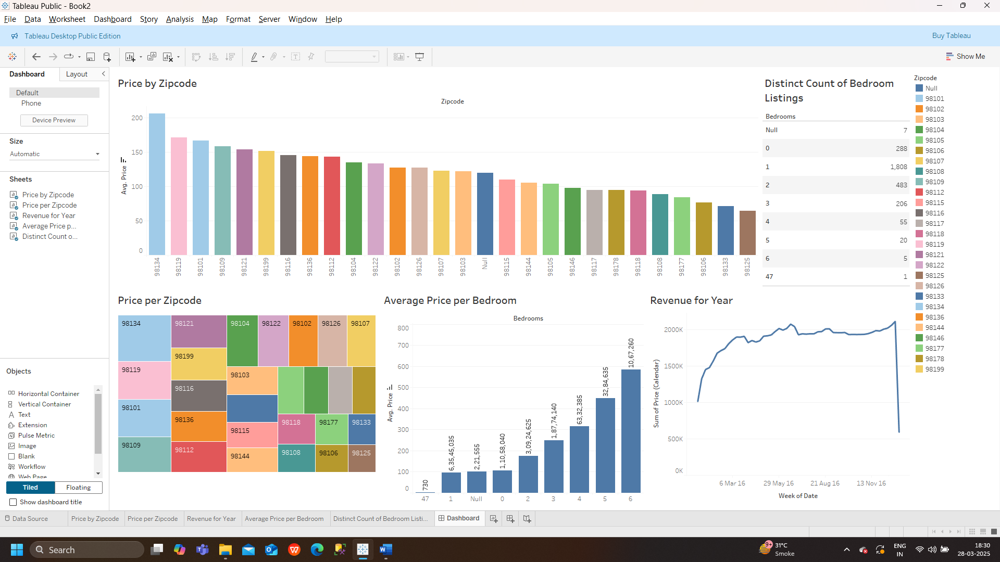 Tableau Public - Book2
File Data Worksheet Dashboard Story Analysis Map Format Server Window Help
Tableau Desktop Public Edition
Buy Tableau
Show Me
Dashboard Layout
Default
Phone
Device Preview
Size
Automatic
Sheets
Price by Zipcode
Price per Zipcode
Revenue for Year
Average Price p...
Distinct Count o...
Objects
Horizontal Container
Vertical Container
Text
Extension
Pulse Metric
Image
Blank
Workflow
Web Page
Tiled Floating
Show dashboard title
Price by Zipcode
Zipcode
Avg. Price
200
150
100
50
0
98134 98119 98101 98109 98121 98199 98116 98136 98112 98104 98122 98102 98126 98107 98103 Null 98115 98144 98105 98146 98117 98178 98118 98108 98177 98106 98133 98125
Distinct Count of Bedroom
Listings
Bedrooms
Null 7
0 288
1 1,808
2 483
3 206
4 55
5 20
6 5
47 1
Zipcode
Null
98101
98102
98103
98104
98105
98106
98107
98108
98109
98112
98115
98116
98117
98118
98119
98121
98122
98125
98126
98133
98134
98136
98144
98146
98177
98178
98199
Price per Zipcode
98134 98121 98104 98122 98102 98126 98107
98199
98119 98103
98116
98101 98136 98115 98118 98177 98133
98109 98112 98144 98108 98106 98125
Average Price per Bedroom
Bedrooms
Avg. Price
800
700
600
500
400
300
200
100
0
730 6,35,45,035 2,21,555 1,10,58,040 3,09,24,625 1,87,74,140 63,32,385 32,84,635 10,67,260
47 1 Null 0 2 3 4 5 6
Revenue for Year
Sum of Price (Calendar)
2000K
1500K
1000K
500K
0K
6 Mar 16 29 May 16 21 Aug 16 13 Nov 16
Week of Date
Data Source Price by Zipcode Price per Zipcode Revenue for Year Average Price per Bedroom Distinct Count of Bedroom Listi... Dashboard
Search
9+
31°C
Smoke
ENG
IN
18:30
28-03-2025